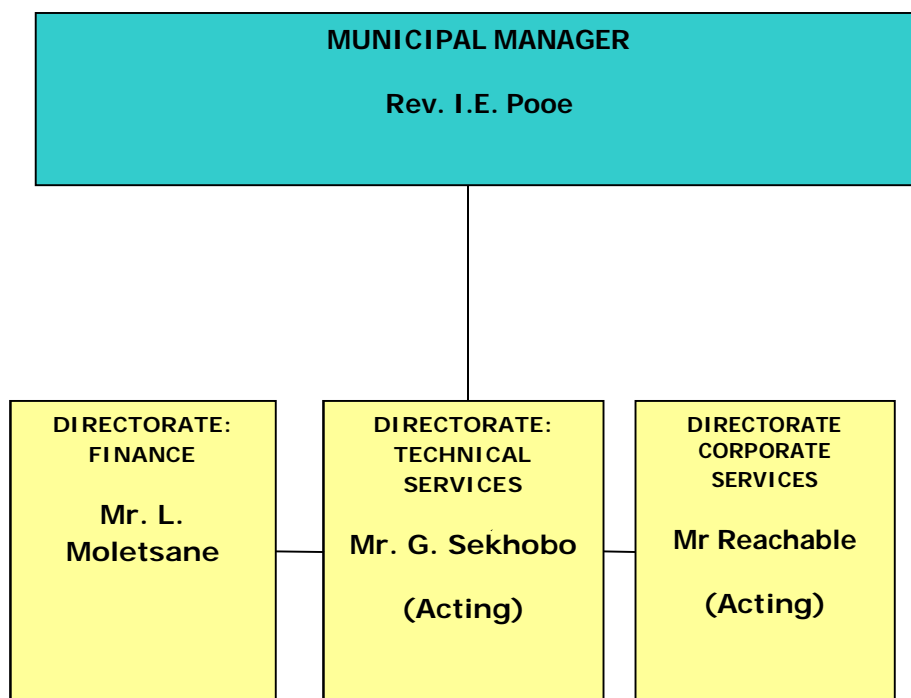 MUNICIPAL MANAGER
Rev. I.E. Pooe
DIRECTORATE:
FINANCE
Mr. L.
Moletsane
DIRECTORATE:
TECHNICAL
SERVICES
Mr. G. Sekhobo
(Acting)
DIRECTORATE
CORPORATE
SERVICES
Mr Reachable
(Acting)